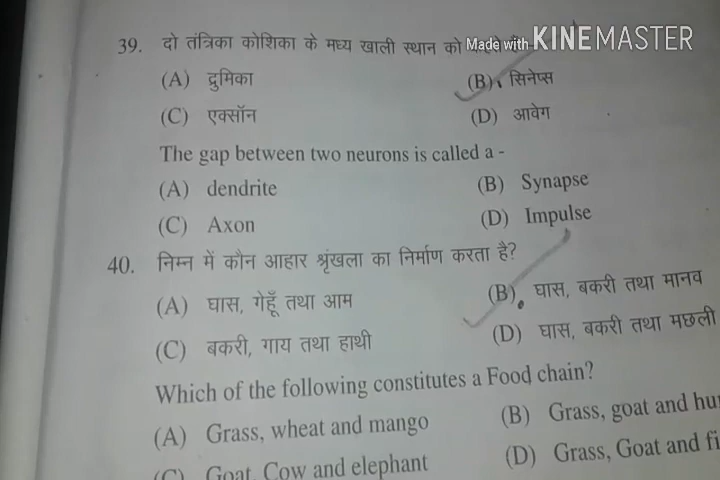 Made with KINEMASTER
39. दो तंत्रिका कोशिका के मध्य खाली स्थान को
(A) द्रुमिका (B) सिनेप्स
(C) एक्सॉन (D) आवेग
The gap between two neurons is called a -
(A) dendrite (B) Synapse
(C) Axon (D) Impulse
40. निम्न में कौन आहार श्रृंखला का निर्माण करता है?
(A) घास, गेहूँ तथा आम (B) घास, बकरी तथा मानव
(C) बकरी, गाय तथा हाथी (D) घास, बकरी तथा मछली
Which of the following constitutes a Food chain?
(A) Grass, wheat and mango (B) Grass, goat and
(C) Goat, Cow and elephant (D) Grass, Goat and